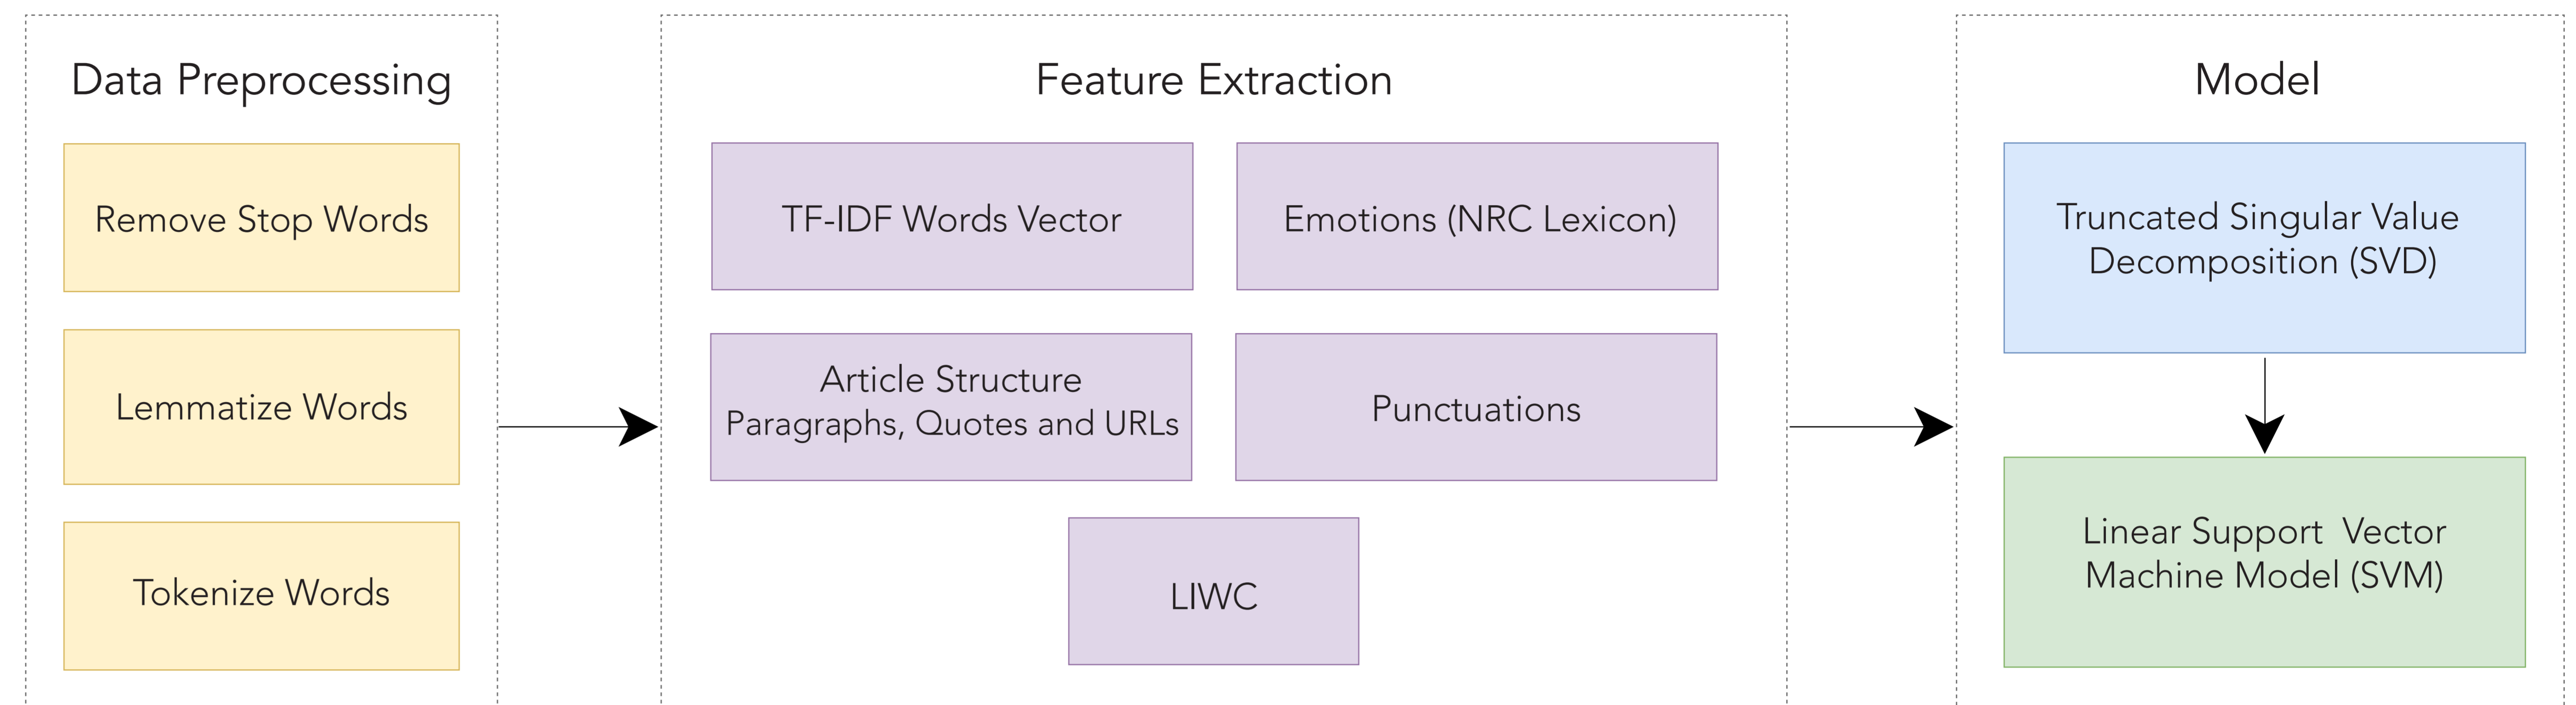 Data Preprocessing
Remove Stop Words
Lemmatize Words
Tokenize Words
Feature Extraction
TF-IDF Words Vector
Emotions (NRC Lexicon)
Article Structure
Paragraphs, Quotes and URLs
Punctuations
LIWC
Model
Truncated Singular Value
Decomposition (SVD)
Linear Support  Vector
Machine Model (SVM)